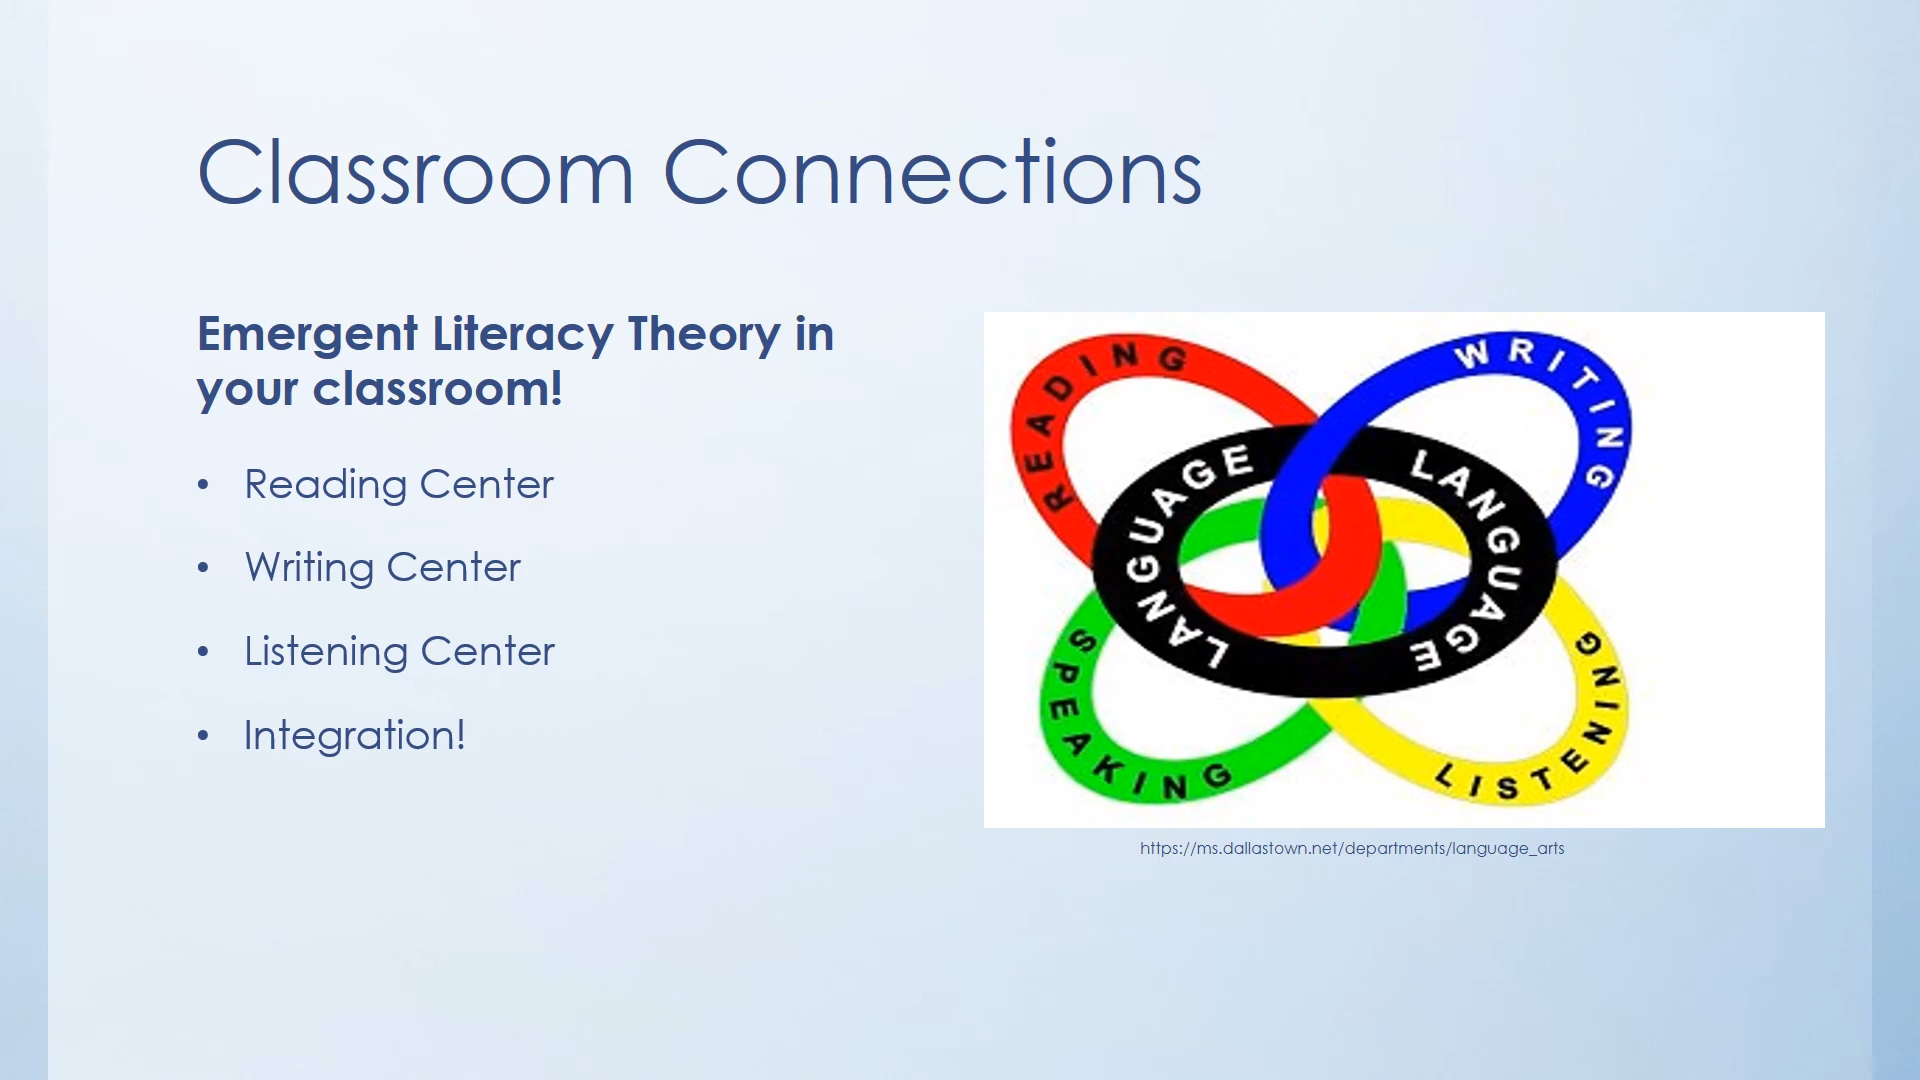 Classroom Connections
Emergent Literacy Theory in
your classroom!
• Reading Center
• Writing Center
• Listening Center
• Integration!
READING
WRITING
LANGUAGE
LANGUAGE
SPEAKING
LISTENING
https://ms.dallastown.net/departments/language_arts